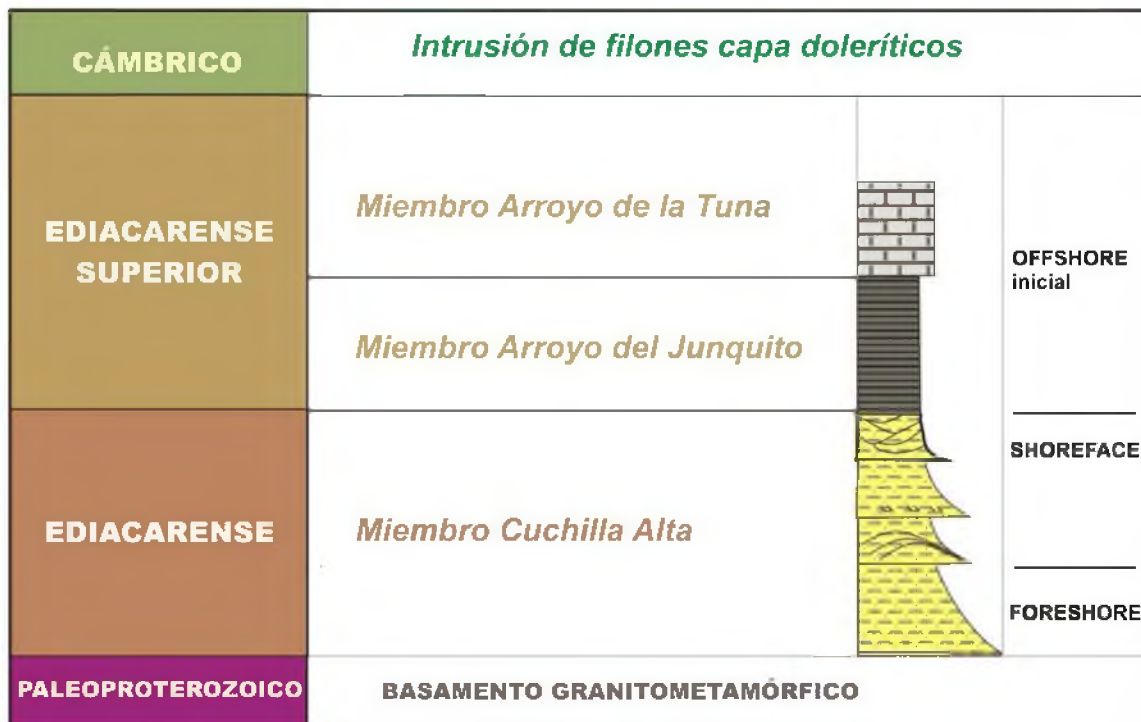 CÁMBRICO
Intrusión de filones capa doleríticos
EDIACARENSE
SUPERIOR
Miembro Arroyo de la Tuna
OFFSHORE
inicial
Miembro Arroyo del Junquito
EDIACARENSE
Miembro Cuchilla Alta
SHOREFACE
FORESHORE
PALEOPROTEROZOICO
BASAMENTO GRANITOMETAMÓRFICO